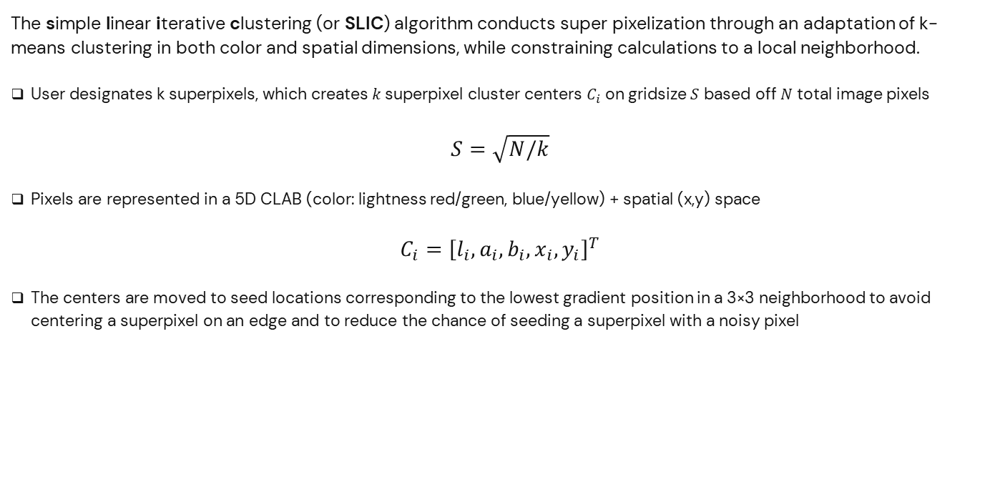 The simple linear iterative clustering (or SLIC) algorithm conducts super pixelization through an adaptation of k-
means clustering in both color and spatial dimensions, while constraining calculations to a local neighborhood.
❑ User designates k superpixels, which creates k superpixel cluster centers C_i on gridsize S based off N total image pixels
S = √N/k
❑ Pixels are represented in a 5D CLAB (color: lightness red/green, blue/yellow) + spatial (x,y) space
C_i = [l_i, a_i, b_i, x_i, y_i]^T
❑ The centers are moved to seed locations corresponding to the lowest gradient position in a 3×3 neighborhood to avoid
centering a superpixel on an edge and to reduce the chance of seeding a superpixel with a noisy pixel